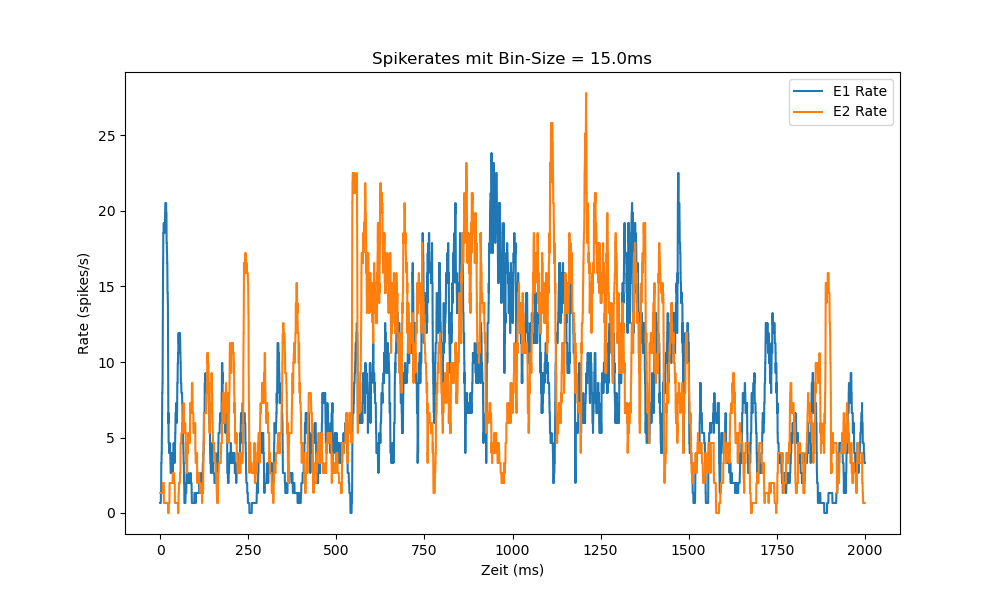 Spikerates mit Bin-Size = 15.0ms
E1 Rate
E2 Rate
Rate (spikes/s)
25
20
15
10
5
0
0 250 500 750 1000 1250 1500 1750 2000
Zeit (ms)